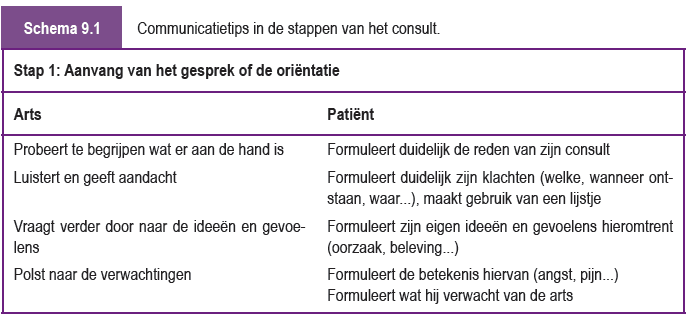 Schema 9.1 Communicatietips in de stappen van het consult.
Stap 1: Aanvang van het gesprek of de oriëntatie
Arts Patiënt
Probeert te begrijpen wat er aan de hand is Formuleert duidelijk de reden van zijn consult
Luistert en geeft aandacht Formuleert duidelijk zijn klachten (welke, wanneer ont-
staan, waar...), maakt gebruik van een lijstje
Vraagt verder door naar de ideeën en gevoe- Formuleert zijn eigen ideeën en gevoelens hieromtrent
lens (oorzaak, beleving...)
Polst naar de verwachtingen Formuleert de betekenis hiervan (angst, pijn...)
Formuleert wat hij verwacht van de arts